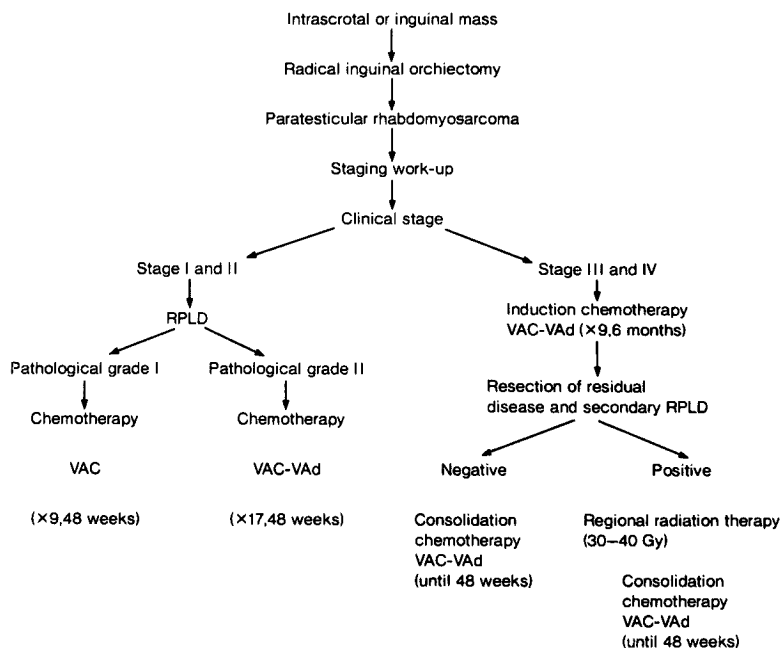 Intrascrotal or inguinal mass
Radical inguinal orchiectomy
Paratesticular rhabdomyosarcoma
Staging work-up
Clinical stage
Stage I and II
Stage III and IV
RPLD
Induction chemotherapy
VAC-VAd (×9,6 months)
Pathological grade I
Pathological grade II
Resection of residual
disease and secondary RPLD
Chemotherapy
Chemotherapy
VAC
VAC-VAd
Negative
Positive
(×9,48 weeks)
(×17,48 weeks)
Consolidation
chemotherapy
VAC-VAd
(until 48 weeks)
Regional radiation therapy
(30–40 Gy)
Consolidation
chemotherapy
VAC-VAd
(until 48 weeks)